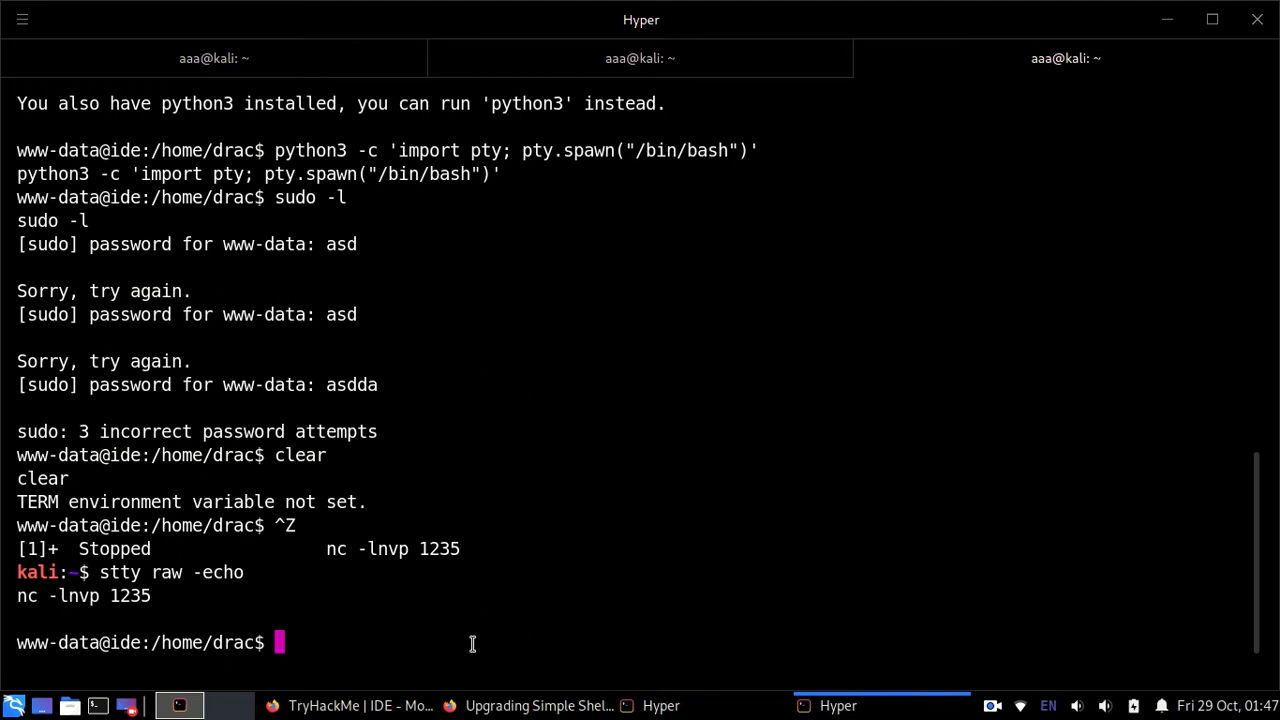 Hyper
aaa@kali: ~
aaa@kali: ~
aaa@kali: ~
You also have python3 installed, you can run 'python3' instead.
www-data@ide:/home/drac$ python3 -c 'import pty; pty.spawn("/bin/bash")'
python3 -c 'import pty; pty.spawn("/bin/bash")'
www-data@ide:/home/drac$ sudo -l
sudo -l
[sudo] password for www-data: asd
Sorry, try again.
[sudo] password for www-data: asd
Sorry, try again.
[sudo] password for www-data: asdda
sudo: 3 incorrect password attempts
www-data@ide:/home/drac$ clear
clear
TERM environment variable not set.
www-data@ide:/home/drac$ ^Z
[1]+  Stopped                 nc -lnvp 1235
kali:~$ stty raw -echo
nc -lnvp 1235
www-data@ide:/home/drac$
TryHackMe | IDE - Mo... Upgrading Simple Shel... Hyper Hyper EN Fri 29 Oct, 01:47